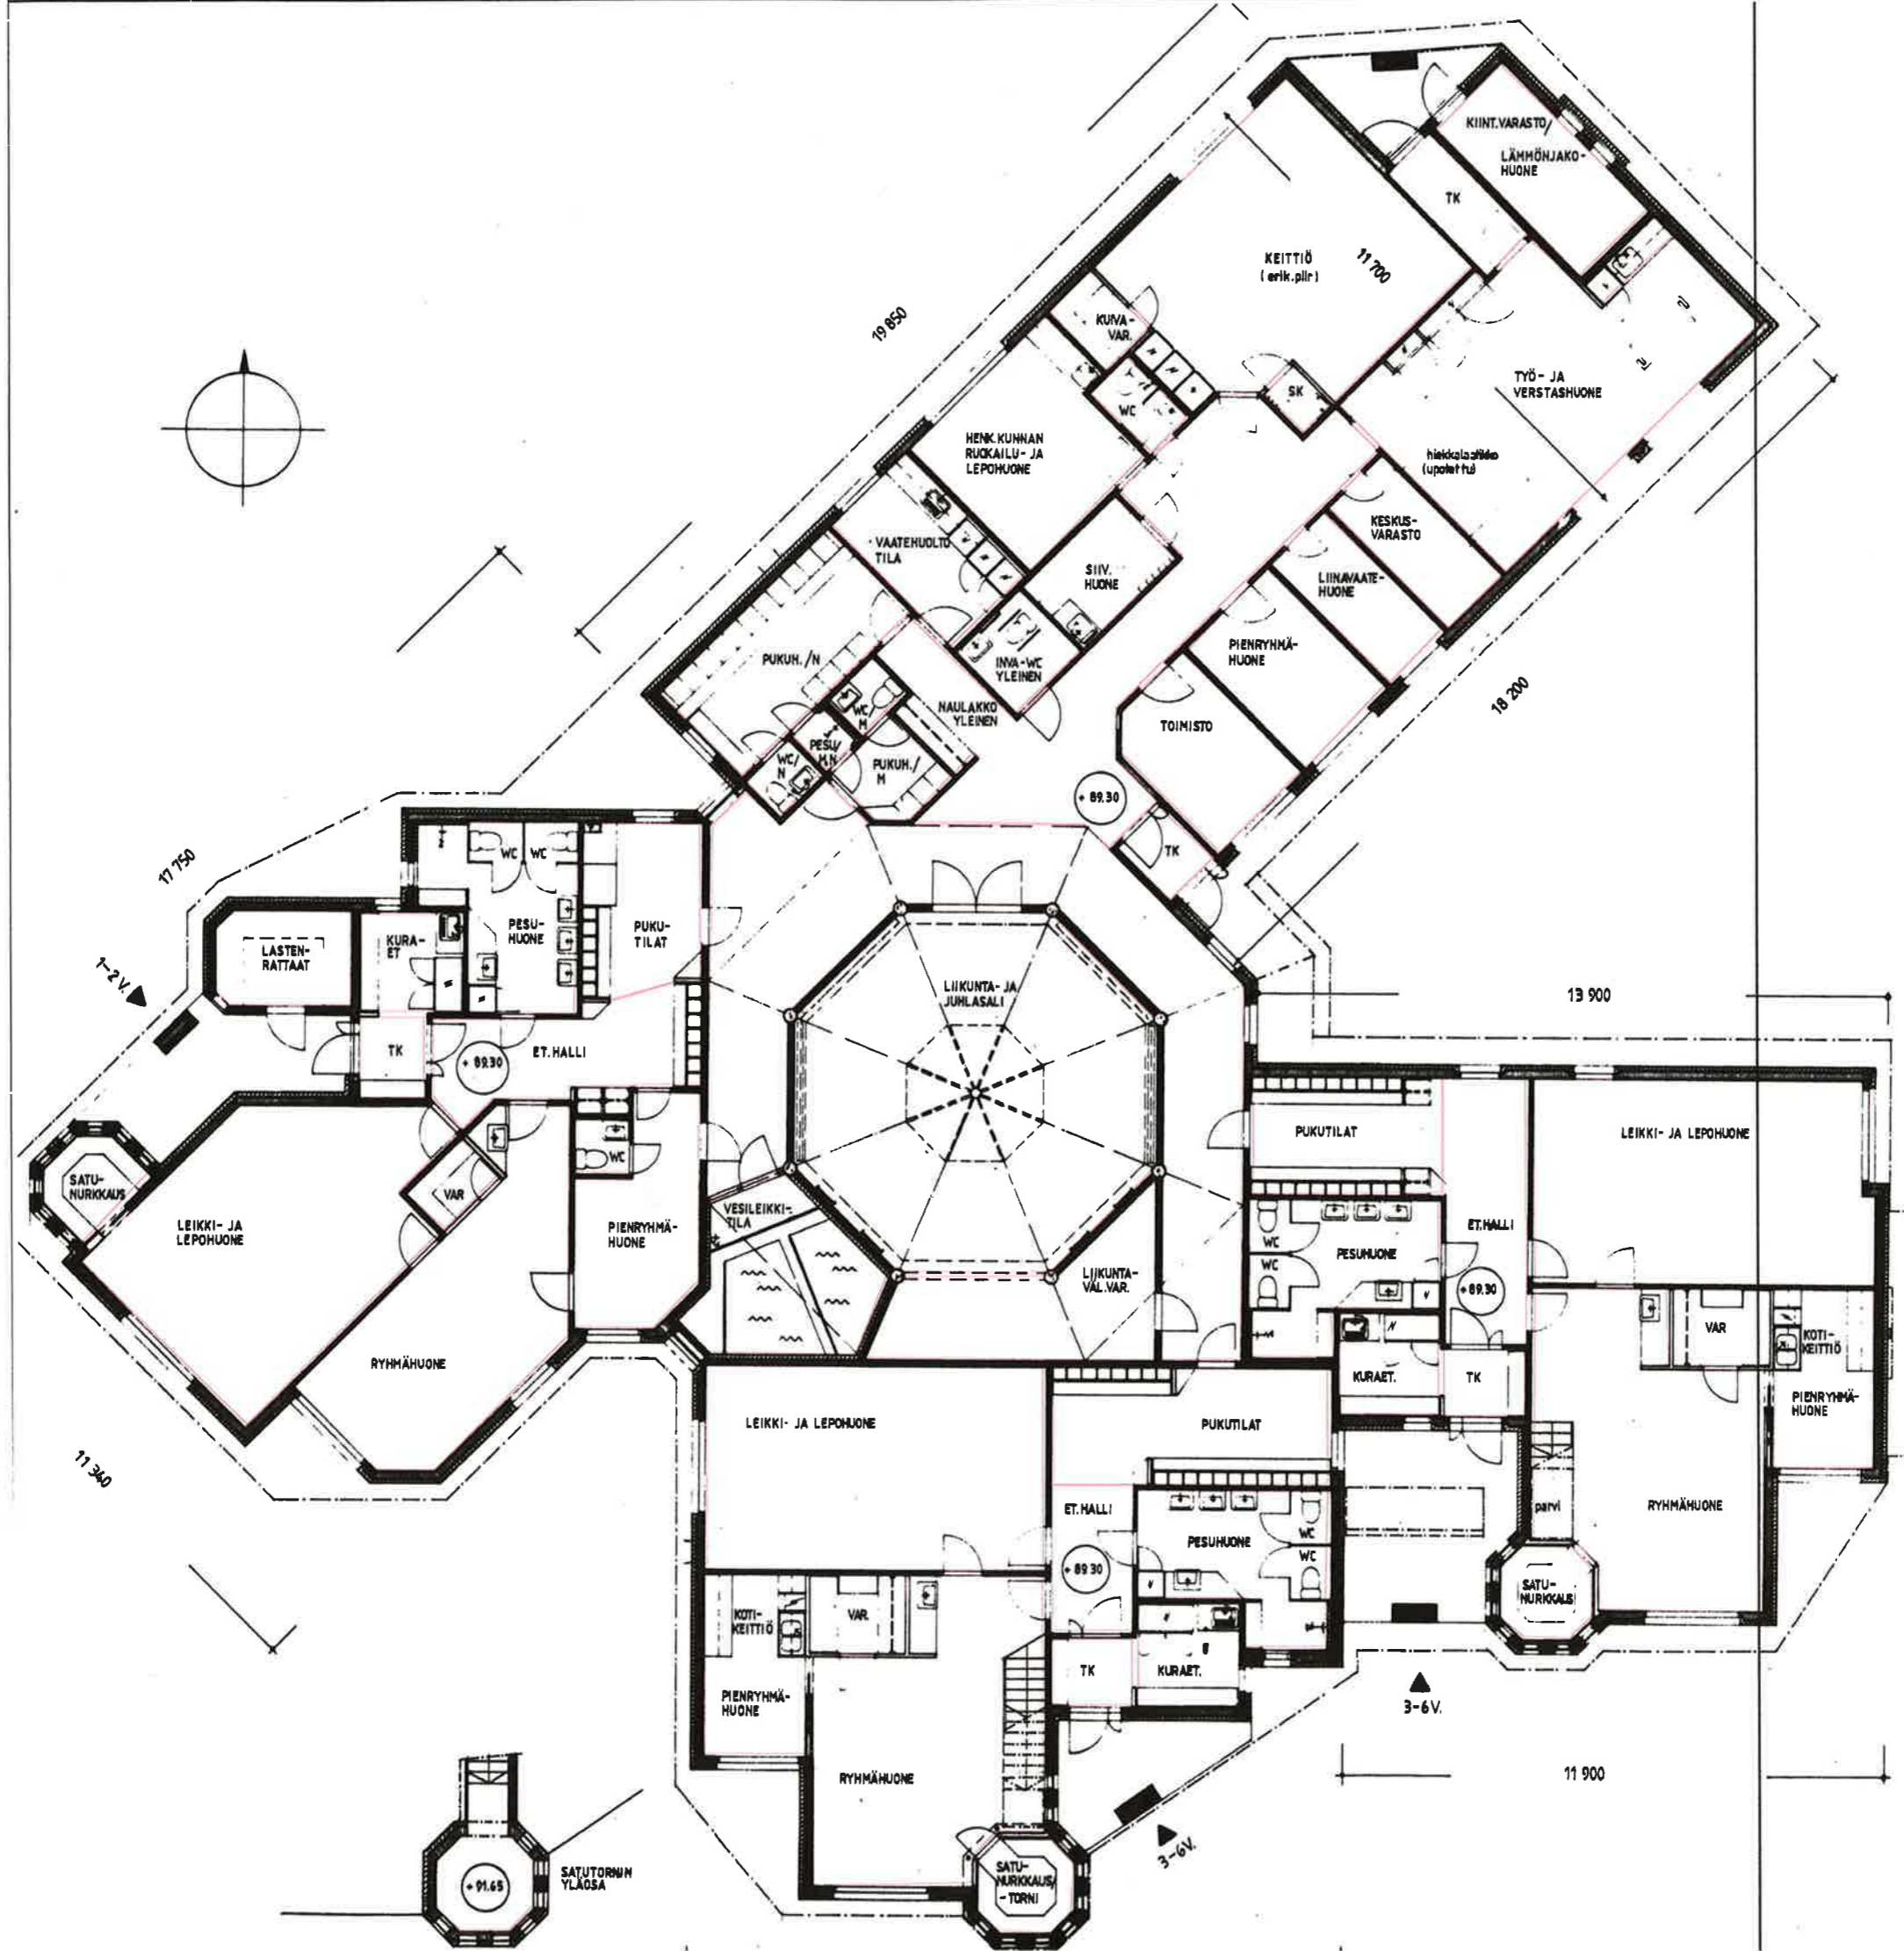 KIINT.VARASTO/
LÄMMÖNJAKO-
HUONE
TK
KEITTIÖ
(erik.piir)
11 700
19 850
KUIVA-
VAR.
WC
SK
TYÖ- JA
VERSTASHUONE
hiekkalaatikko
(upotettu)
HENK.KUNNAN
RUOKAILU- JA
LEPOHUONE
KESKUS-
VARASTO
VAATEHUOLTO
TILA
SIIV.
HUONE
LIINAVAATE-
HUONE
PIENRYHMÄ-
HUONE
PUKUH./N
INVA-WC
YLEINEN
WC/
M
NAULAKKO
YLEINEN
TOIMISTO
18 200
PESU/
M.N
WC/
N
PUKUH./
M
+ 89.30
TK
17 750
WC
WC
PESU-
HUONE
PUKU-
TILAT
KURA-
ET
LASTEN-
RATTAAT
1-2 V.
TK
+ 89.30
ET.HALLI
LIIKUNTA- JA
JUHLASALI
13 900
PUKUTILAT
LEIKKI- JA LEPOHUONE
SATU-
NURKKAUS
VAR
WC
LEIKKI- JA
LEPOHUONE
PIENRYHMÄ-
HUONE
VESILEIKKI-
TILA
WC
WC
PESUHUONE
ET.HALLI
+ 89.30
LIIKUNTA-
VÄL.VAR.
VAR
KOTI-
KEITTIÖ
RYHMÄHUONE
KURAET.
TK
PIENRYHMÄ-
HUONE
LEIKKI- JA LEPOHUONE
PUKUTILAT
11 340
parvi
RYHMÄHUONE
ET.HALLI
PESUHUONE
WC
WC
+ 89.30
SATU-
NURKKAUS
KOTI-
KEITTIÖ
VAR.
TK
KURAET.
PIENRYHMÄ-
HUONE
3-6 V.
RYHMÄHUONE
11 900
3-6V.
SATU-
NURKKAUS/
- TORNI
+ 91.65
SATUTORNIN
YLÄOSA